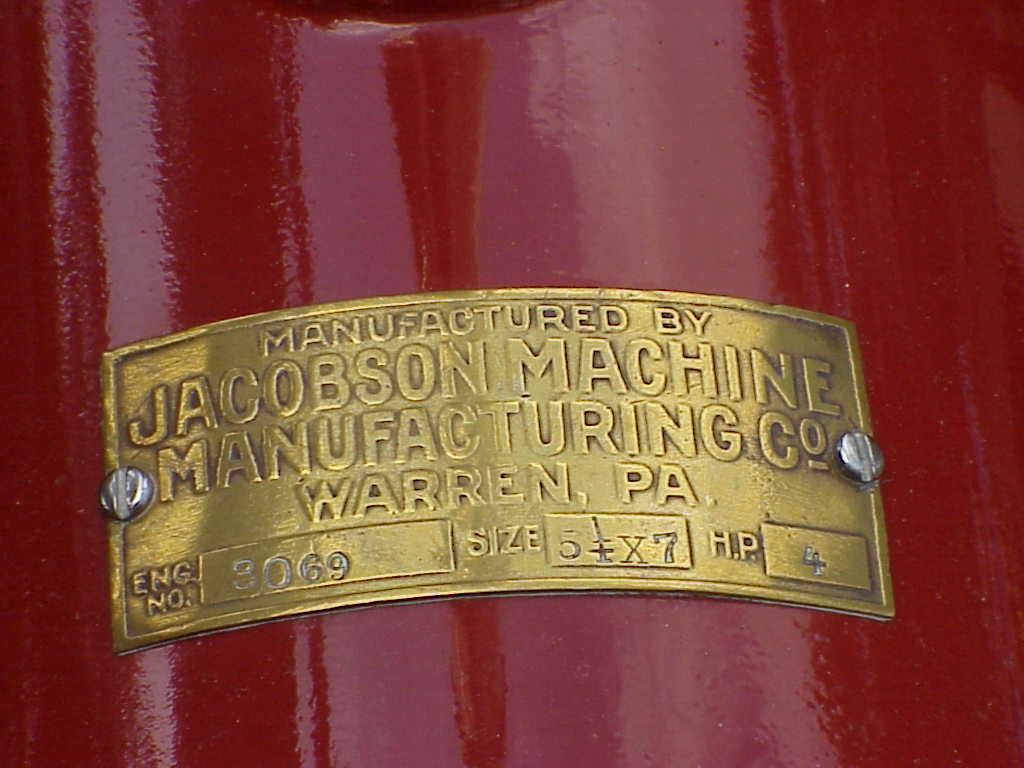 MANUFACTURED BY
JACOBSON MACHINE
MANUFACTURING CO
WARREN, PA.
ENG. NO. 3069 SIZE 5¼X7 H.P. 4